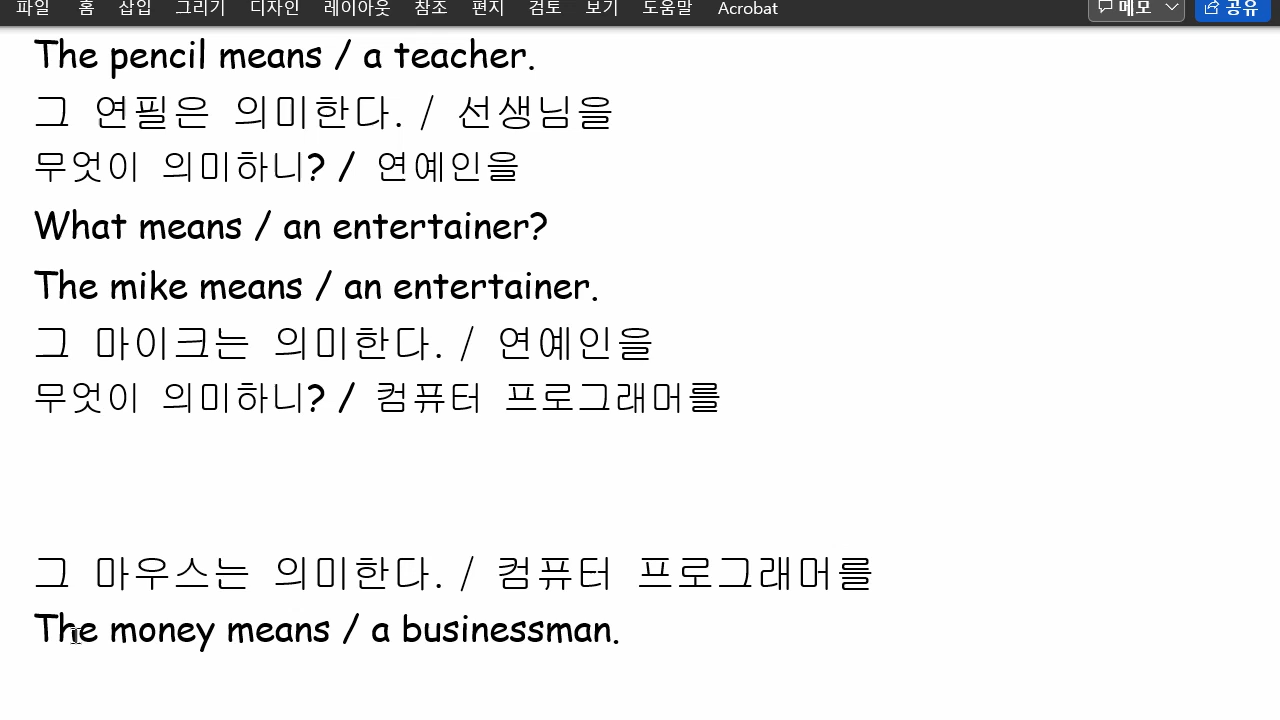 파일 홈 삽입 그리기 디자인 레이아웃 참조 편지 검토 보기 도움말 Acrobat 메모 공유
The pencil means / a teacher.
그 연필은 의미한다. / 선생님을
무엇이 의미하니? / 연예인을
What means / an entertainer?
The mike means / an entertainer.
그 마이크는 의미한다. / 연예인을
무엇이 의미하니? / 컴퓨터 프로그래머를
그 마우스는 의미한다. / 컴퓨터 프로그래머를
The money means / a businessman.